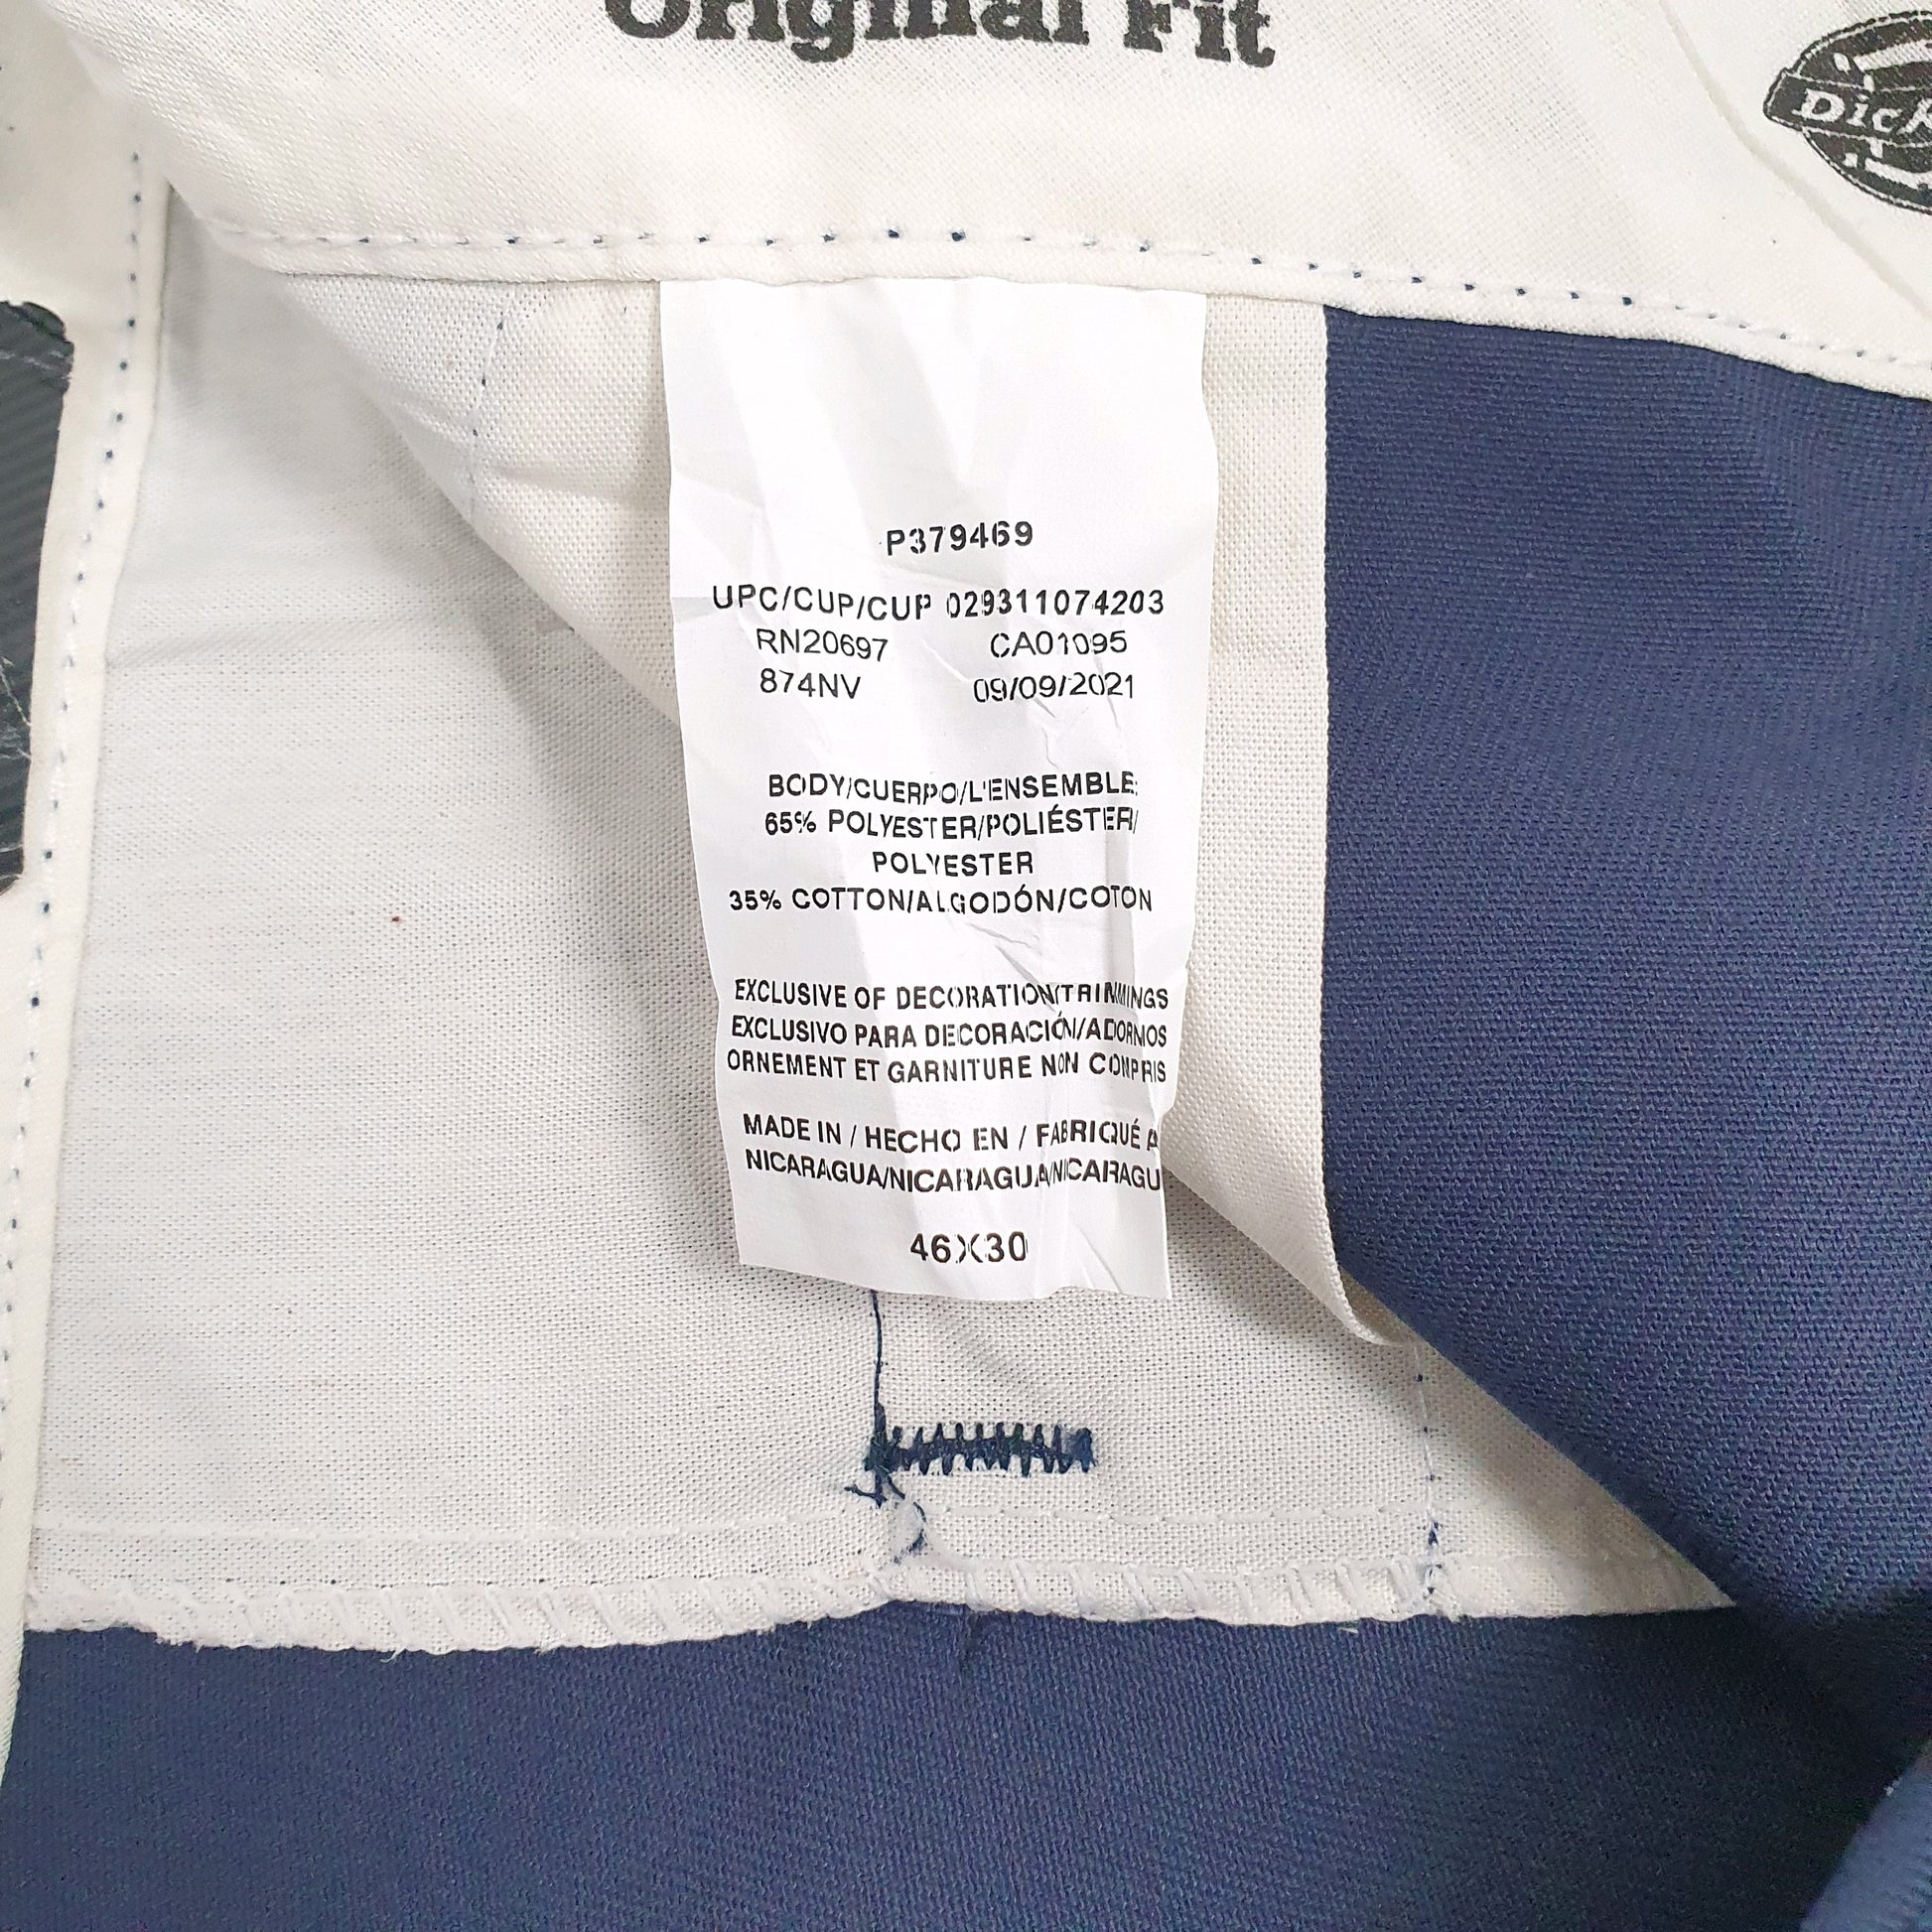 Original Fit
Dick
P379469
UPC/CUP/CUP 029311074203
RN20697 CA01095
874NV 09/09/2021
BODY/CUERPO/L'ENSEMBLE:
65% POLYESTER/POLIÉSTER/
POLYESTER
35% COTTON/ALGODÓN/COTON
EXCLUSIVE OF DECORATION/TRIMMINGS
EXCLUSIVO PARA DECORACIÓN/ADORNOS
ORNEMENT ET GARNITURE NON COMPRIS
MADE IN / HECHO EN / FABRIQUÉ A
NICARAGUA/NICARAGUA/NICARAGU
46X30